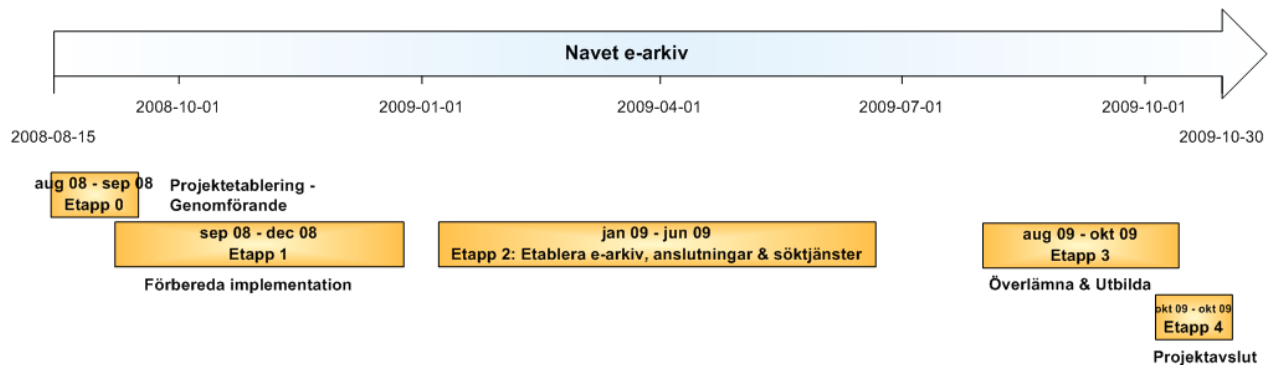 Navet e-arkiv
2008-10-01
2009-01-01
2009-04-01
2009-07-01
2009-10-01
2008-08-15
2009-10-30
aug 08 - sep 08
Etapp 0
Projektetablering -
Genomförande
sep 08 - dec 08
Etapp 1
Förbereda implementation
jan 09 - jun 09
Etapp 2: Etablera e-arkiv, anslutningar & söktjänster
aug 09 - okt 09
Etapp 3
Överlämna & Utbilda
okt 09 - okt 09
Etapp 4
Projektavslut